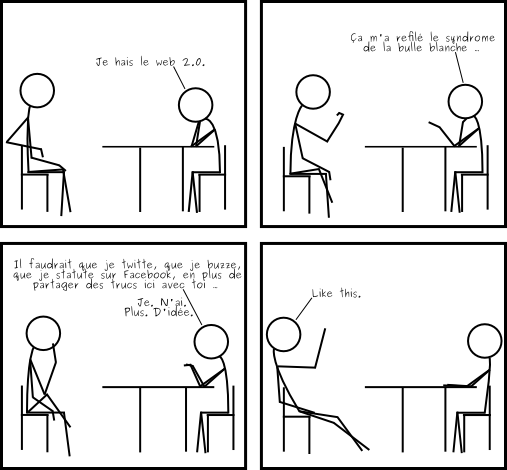 Je hais le web 2.0.
Ça m'a refilé le syndrome
de la bulle blanche ..
Il faudrait que je twitte, que je buzze,
que je statute sur Facebook, en plus de
partager des trucs ici avec toi ..
Je. N'ai.
Plus. D'idée.
Like this.